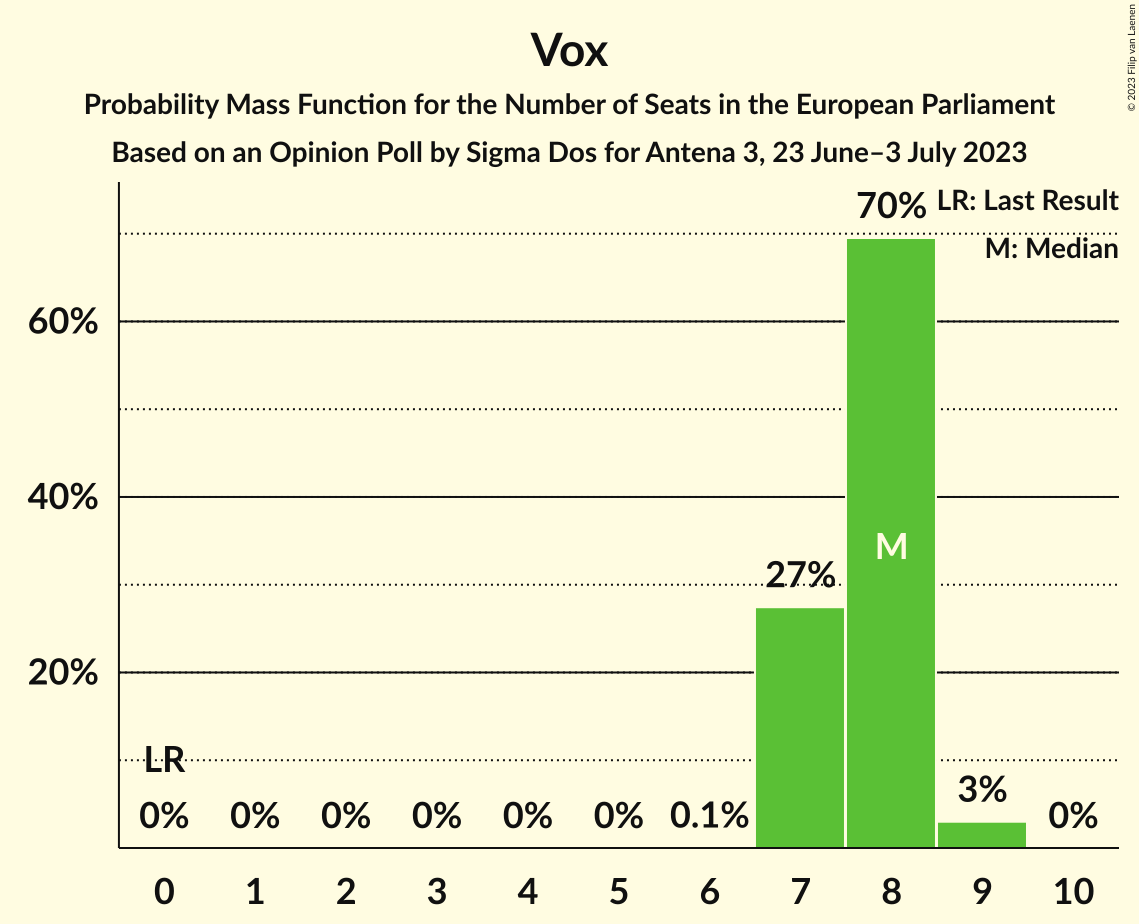 Vox
Probability Mass Function for the Number of Seats in the European Parliament
Based on an Opinion Poll by Sigma Dos for Antena 3, 23 June–3 July 2023
© 2023 Filip van Laenen
LR: Last Result
M: Median
60%
40%
20%
LR
M
0%
0%
0%
0%
0%
0%
0.1%
27%
70%
3%
0%
0 1 2 3 4 5 6 7 8 9 10